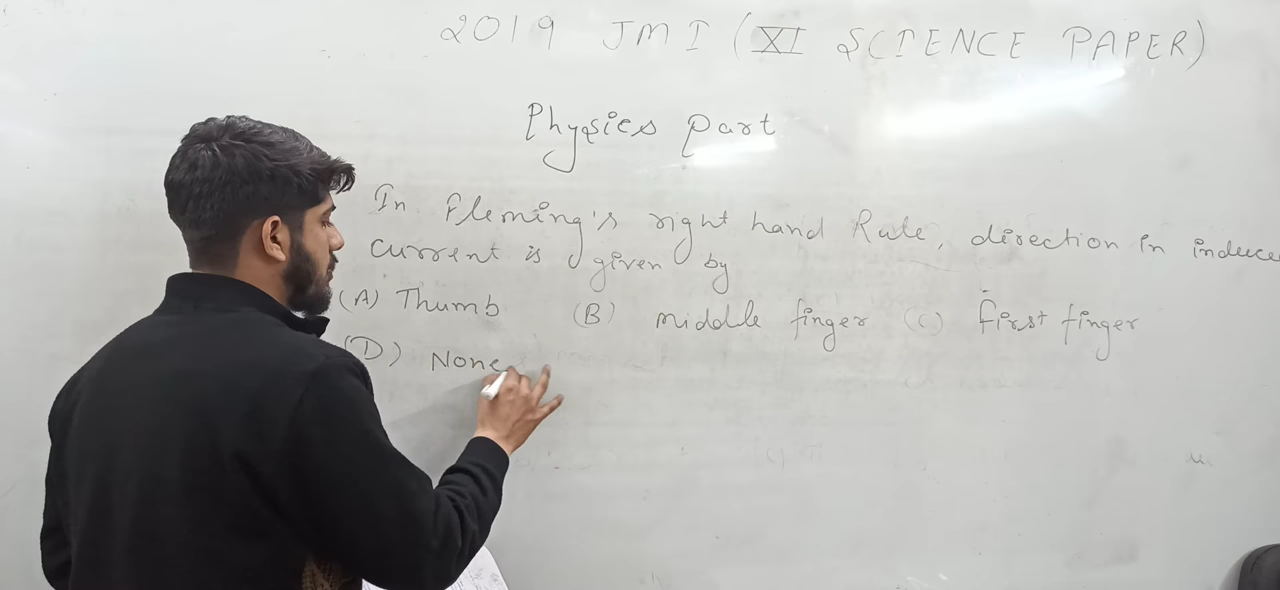 2019 JMI (XI SCIENCE PAPER)
Physics Part
In Fleming's right hand Rule, direction in induce
current is given by
(A) Thumb (B) middle finger (C) first finger
(D) None